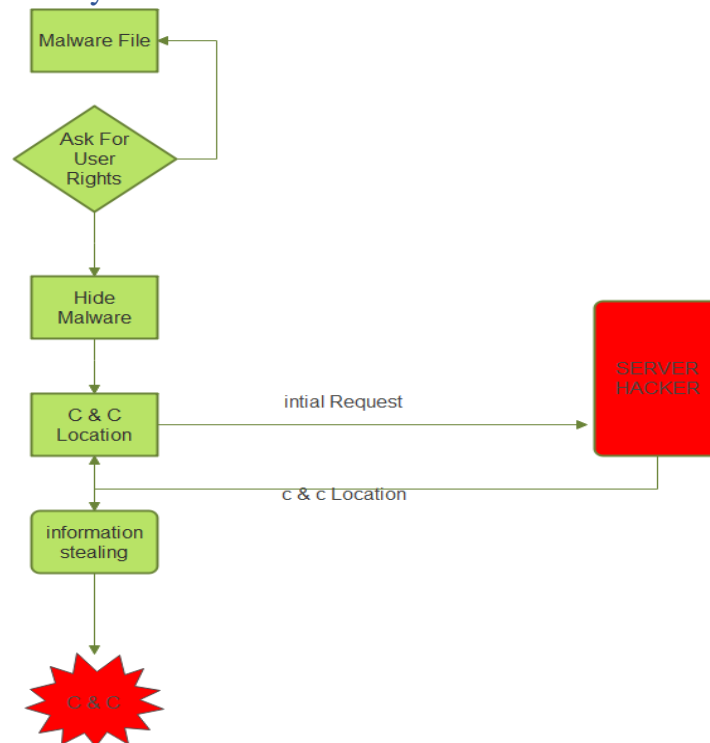 Malware File
Ask For
User
Rights
Hide
Malware
C & C
Location
intial Request
SERVER
HACKER
c & c Location
information
stealing
C & C